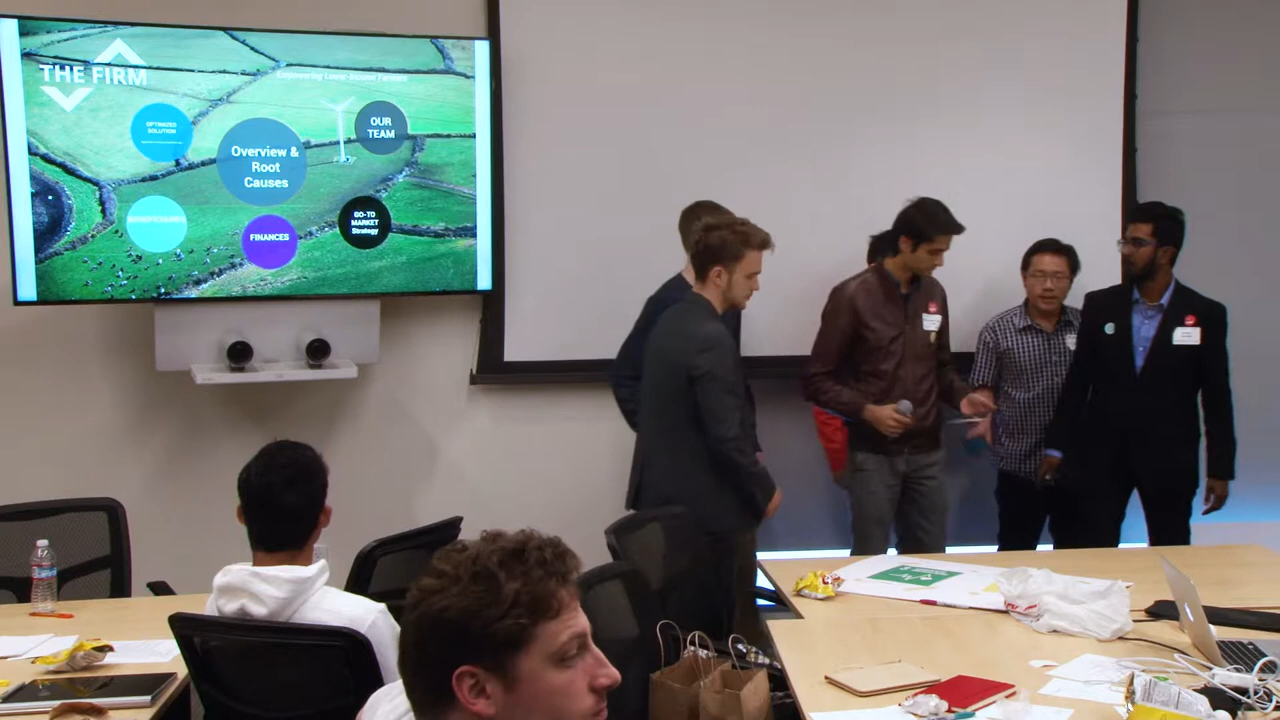 THE FIRM
Empowering Lower-Income Farmers
OPTIMIZED
SOLUTION
OUR
TEAM
Overview &
Root
Causes
FINANCES
GO-TO
MARKET
Strategy